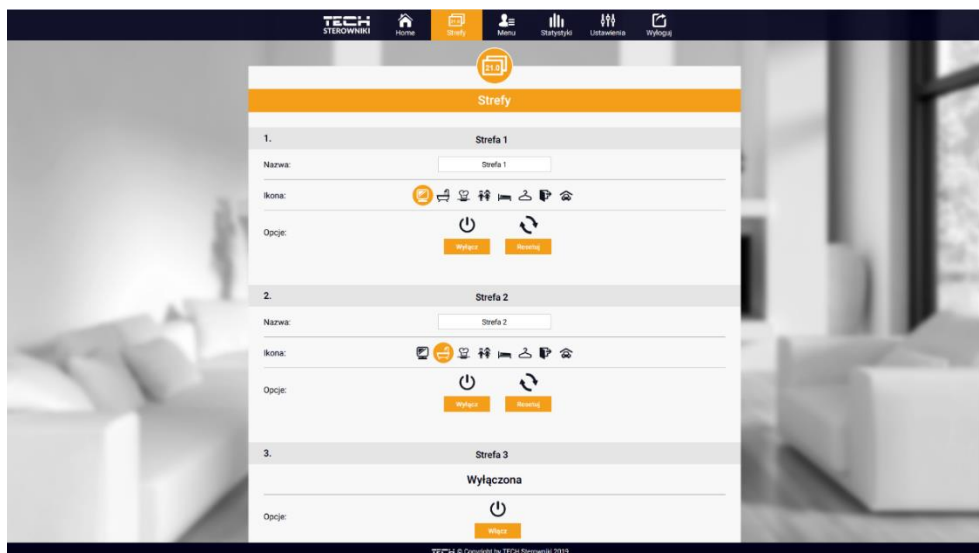 TECH
STEROWNIKI
Home
Strefy
Menu
Statystyki
Ustawienia
Wyloguj
21.0
Strefy
1. Strefa 1
Nazwa: Strefa 1
Ikona:
Opcje:
Wyłącz Resetuj
2. Strefa 2
Nazwa: Strefa 2
Ikona:
Opcje:
Wyłącz Resetuj
3. Strefa 3
Wyłączona
Opcje:
Włącz
TECH © Copyright by TECH Sterowniki 2019